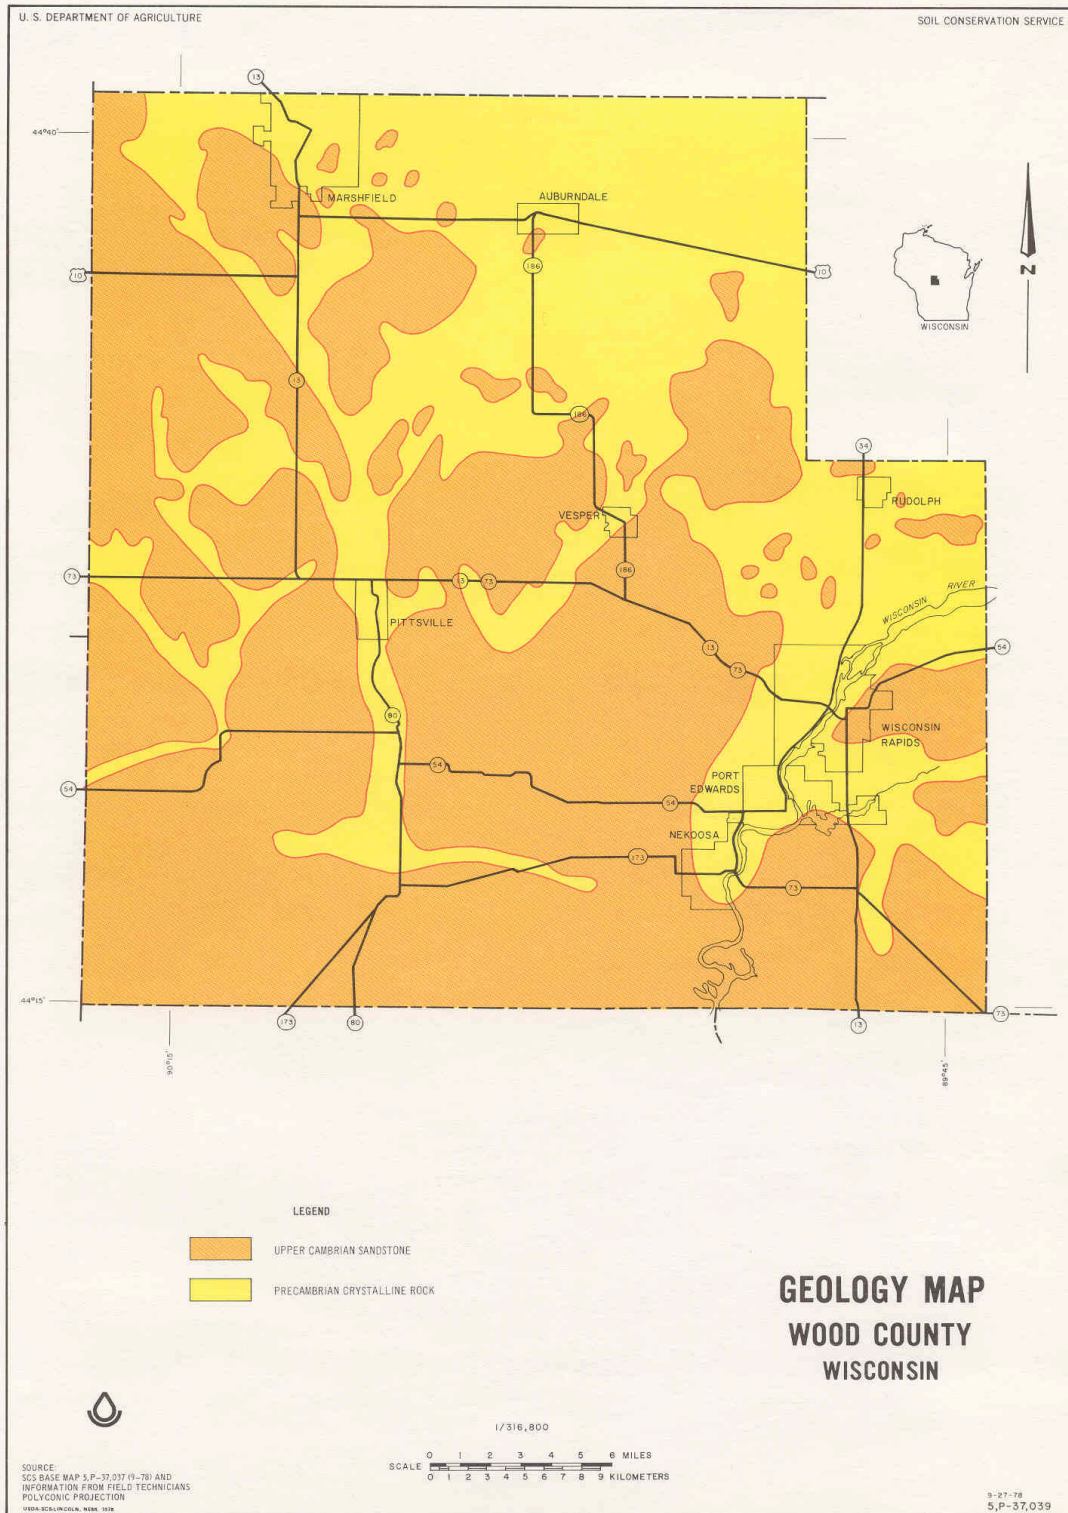 U. S. DEPARTMENT OF AGRICULTURE
SOIL CONSERVATION SERVICE
13
44°40'
MARSHFIELD
AUBURNDALE
10
186
10
N
WISCONSIN
13
186
34
RUDOLPH
VESPER
73
13
73
186
WISCONSIN RIVER
PITTSVILLE
13
73
54
80
WISCONSIN
RAPIDS
54
54
PORT
EDWARDS
54
NEKOOSA
173
73
44°15'
173
80
13
73
90°15'
89°45'
LEGEND
UPPER CAMBRIAN SANDSTONE
PRECAMBRIAN CRYSTALLINE ROCK
GEOLOGY MAP
WOOD COUNTY
WISCONSIN
1/316,800
0 1 2 3 4 5 6 MILES
SCALE
0 1 2 3 4 5 6 7 8 9 KILOMETERS
SOURCE:
SCS BASE MAP 5,P-37,037 (9-78) AND
INFORMATION FROM FIELD TECHNICIANS
POLYCONIC PROJECTION
USDA-SCS-LINCOLN, NEBR. 1978
9-27-78
5,P-37,039